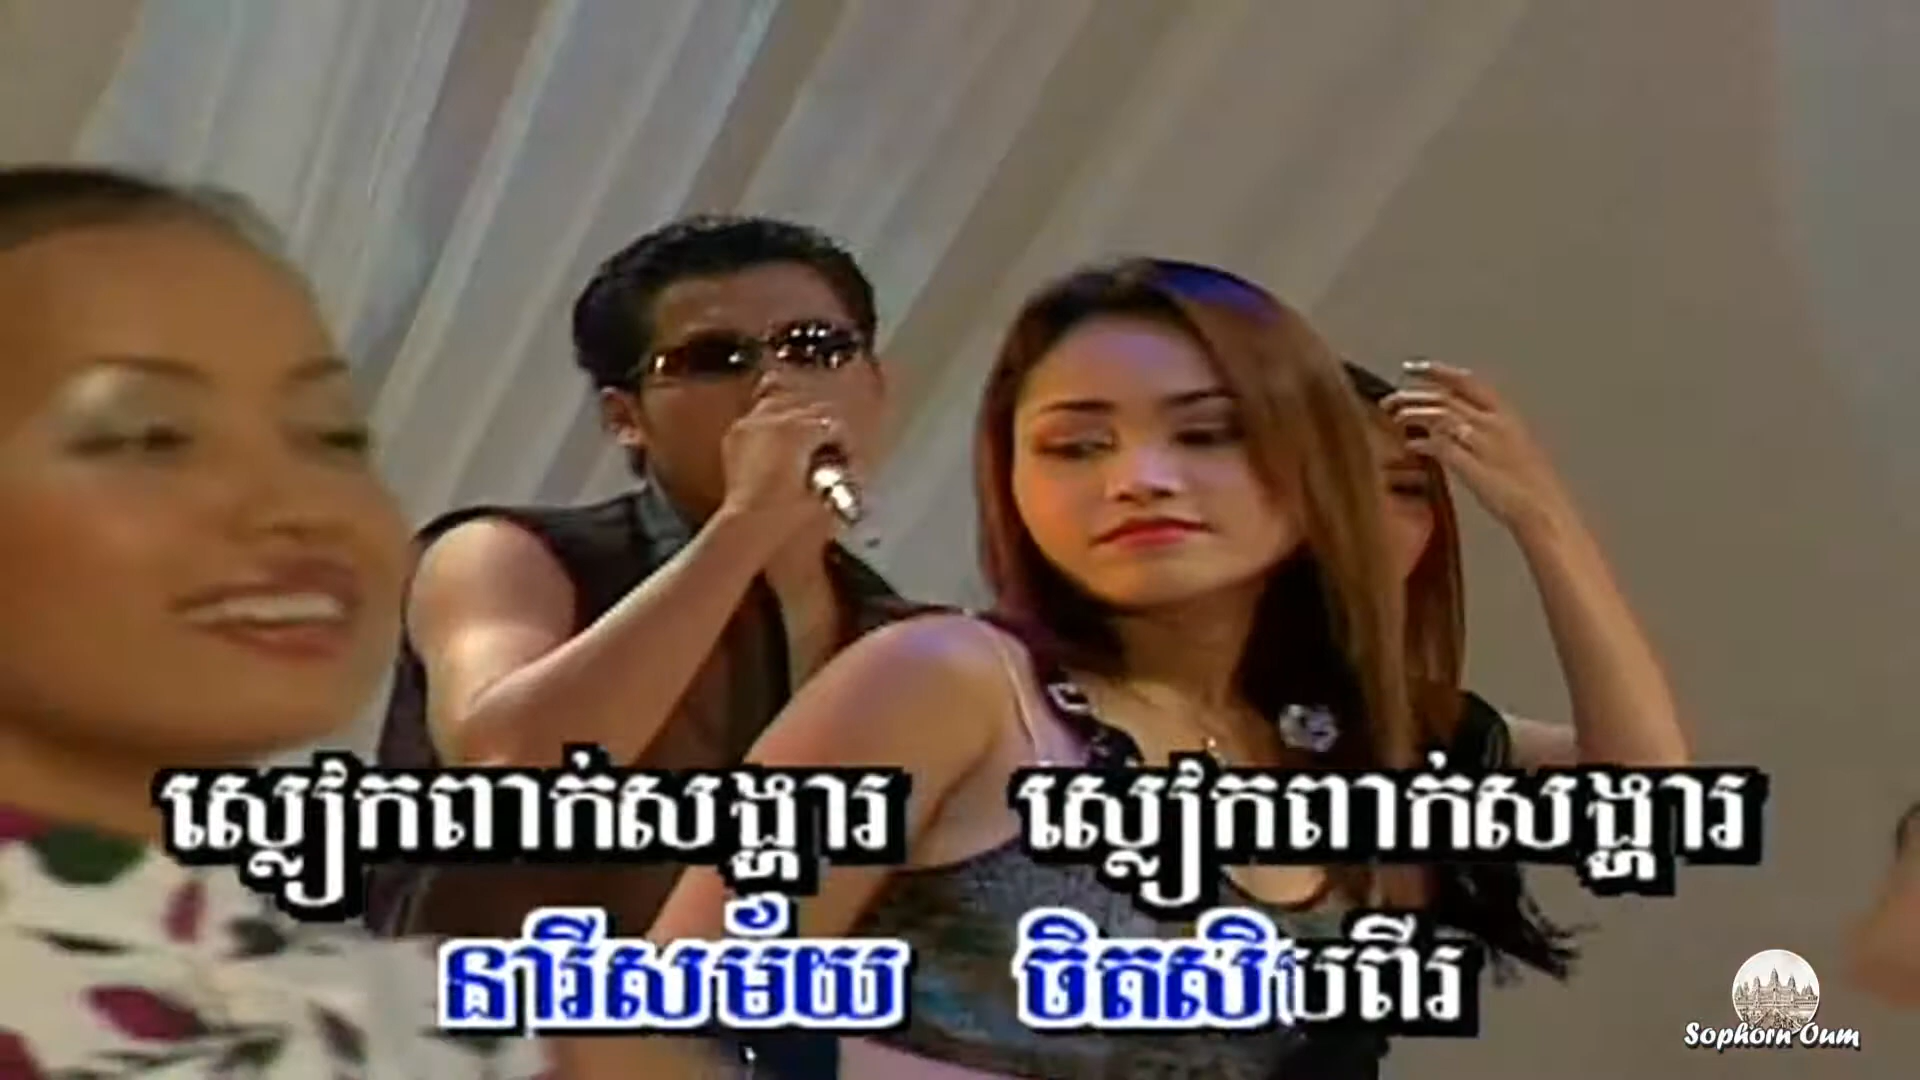 ស្លៀកពាក់សង្ហារ ស្លៀកពាក់សង្ហារ
នារីសម័យ ចិតសិបពីរ
Sophorn Oum